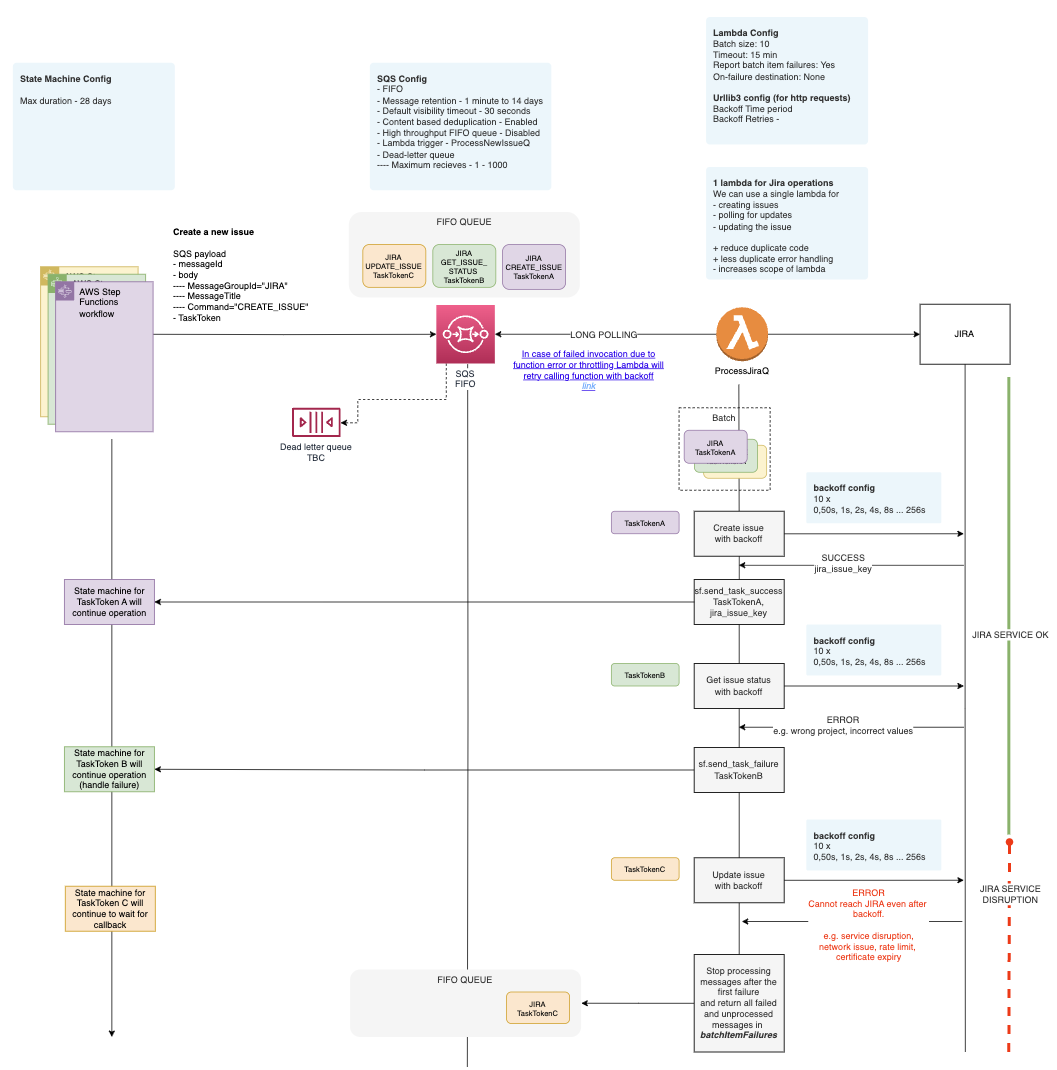 State Machine Config
Max duration - 28 days
SQS Config
- FIFO
- Message retention - 1 minute to 14 days
- Default visibility timeout - 30 seconds
- Content based deduplication - Enabled
- High throughput FIFO queue - Disabled
- Lambda trigger - ProcessNewIssueQ
- Dead-letter queue
---- Maximum recieves - 1 - 1000
Lambda Config
Batch size: 10
Timeout: 15 min
Report batch item failures: Yes
On-failure destination: None
Urllib3 config (for http requests)
Backoff Time period
Backoff Retries -
1 lambda for Jira operations
We can use a single lambda for
- creating issues
- polling for updates
- updating the issue
+ reduce duplicate code
+ less duplicate error handling
- increases scope of lambda
Create a new issue
SQS payload
- messageId
- body
---- MessageGroupId="JIRA"
---- MessageTitle
---- Command="CREATE_ISSUE"
- TaskToken
FIFO QUEUE
JIRA
UPDATE_ISSUE
TaskTokenC
JIRA
GET_ISSUE_
STATUS
TaskTokenB
JIRA
CREATE_ISSUE
TaskTokenA
AWS Step
Functions
workflow
SQS
FIFO
LONG POLLING
In case of failed invocation due to
function error or throttling Lambda will
retry calling function with backoff
link
ProcessJiraQ
JIRA
Dead letter queue
TBC
Batch
JIRA
TaskTokenA
backoff config
10 x
0,50s, 1s, 2s, 4s, 8s ... 256s
TaskTokenA
Create issue
with backoff
SUCCESS
jira_issue_key
State machine for
TaskToken A will
continue operation
sf.send_task_success
TaskTokenA,
jira_issue_key
JIRA SERVICE OK
backoff config
10 x
0,50s, 1s, 2s, 4s, 8s ... 256s
TaskTokenB
Get issue status
with backoff
ERROR
e.g. wrong project, incorrect values
State machine for
TaskToken B will
continue operation
(handle failure)
sf.send_task_failure
TaskTokenB
backoff config
10 x
0,50s, 1s, 2s, 4s, 8s ... 256s
TaskTokenC
Update issue
with backoff
JIRA SERVICE
DISRUPTION
State machine for
TaskToken C will
continue to wait for
callback
ERROR
Cannot reach JIRA even after
backoff.
e.g. service disruption,
network issue, rate limit,
certificate expiry
FIFO QUEUE
JIRA
TaskTokenC
Stop processing
messages after the
first failure
and return all failed
and unprocessed
messages in
batchItemFailures